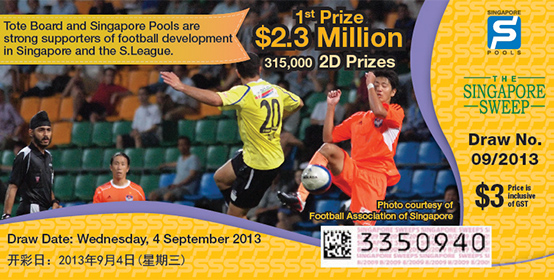 Tote Board and Singapore Pools are
strong supporters of football development
in Singapore and the S.League.
1st Prize
$2.3 Million
315,000 2D Prizes
SINGAPORE
POOLS
THE
SINGAPORE
SWEEP
Draw No.
09/2013
$3 Price is
inclusive
of GST
20
Photo courtesy of
Football Association of Singapore
Draw Date: Wednesday, 4 September 2013
开彩日：2013年9月4日(星期三)
3350940